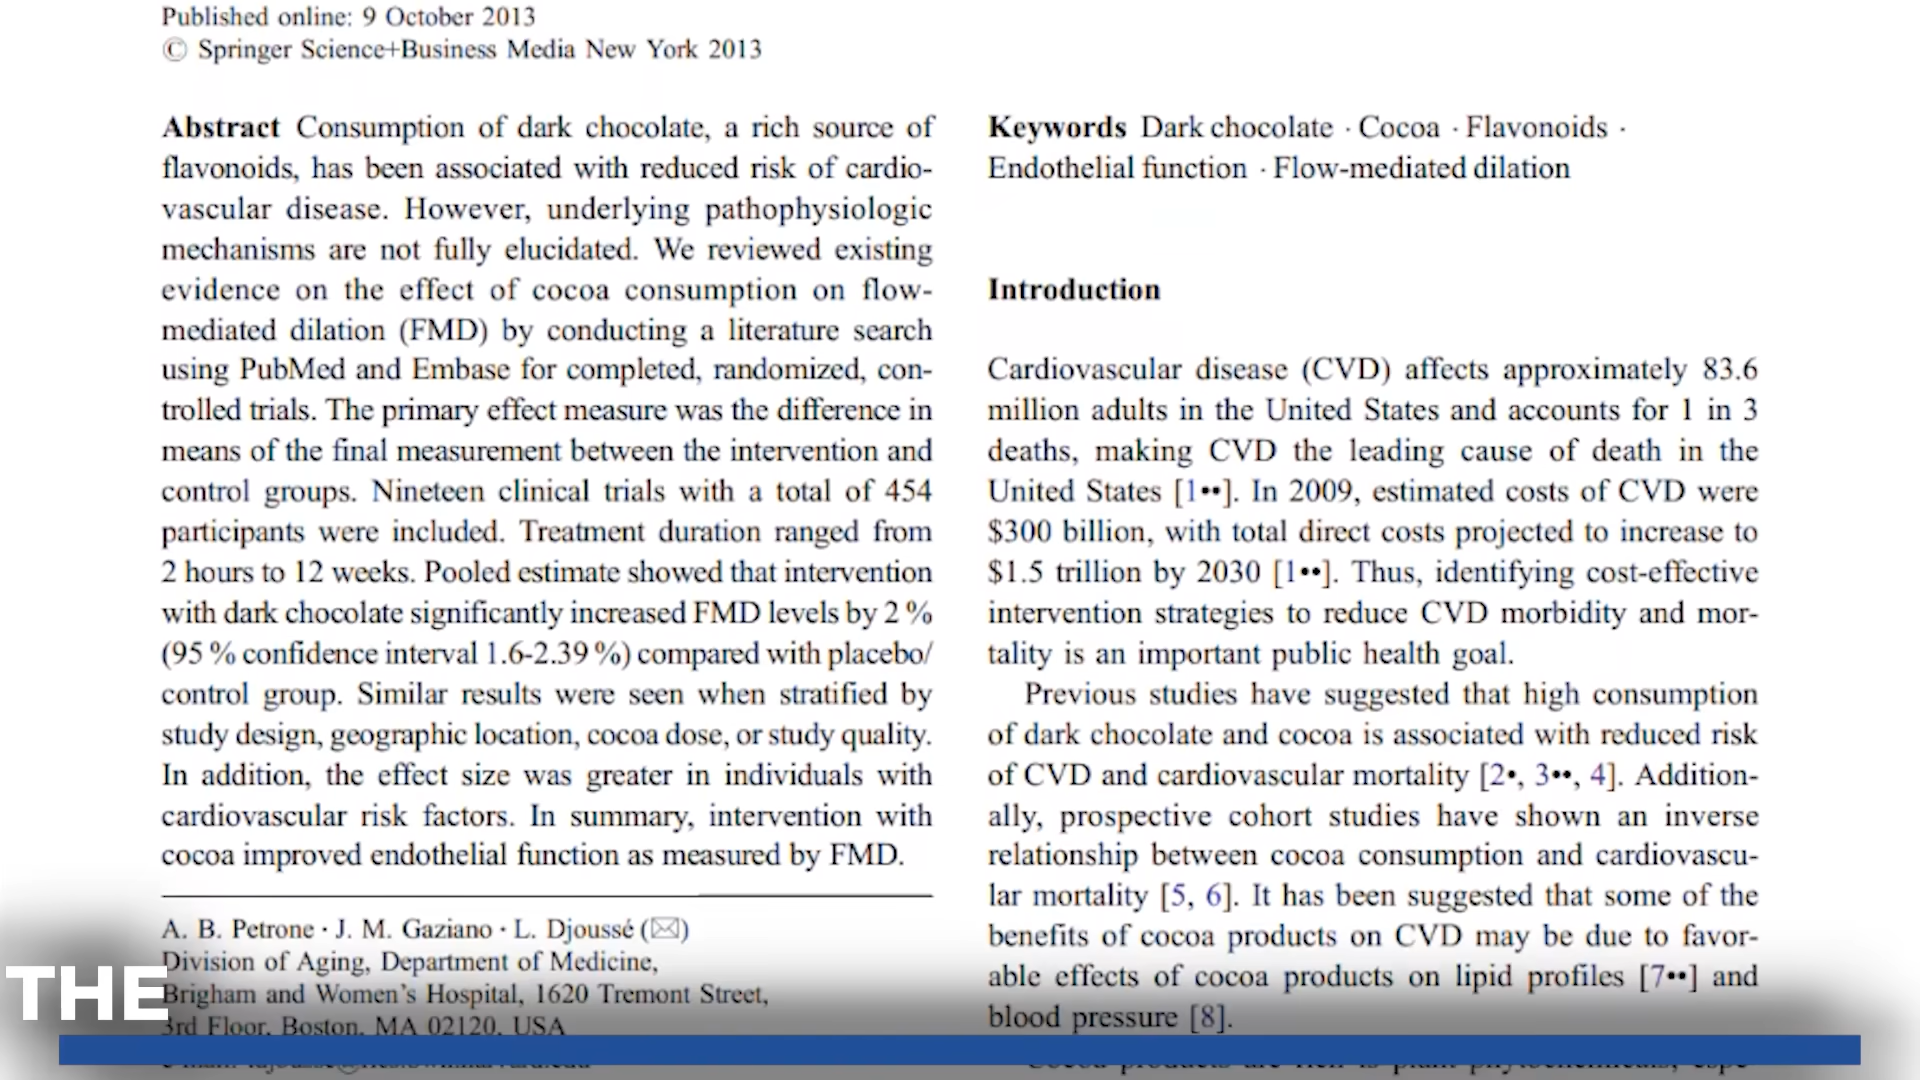 Published online: 9 October 2013
© Springer Science+Business Media New York 2013
Abstract Consumption of dark chocolate, a rich source of
flavonoids, has been associated with reduced risk of cardio-
vascular disease. However, underlying pathophysiologic
mechanisms are not fully elucidated. We reviewed existing
evidence on the effect of cocoa consumption on flow-
mediated dilation (FMD) by conducting a literature search
using PubMed and Embase for completed, randomized, con-
trolled trials. The primary effect measure was the difference in
means of the final measurement between the intervention and
control groups. Nineteen clinical trials with a total of 454
participants were included. Treatment duration ranged from
2 hours to 12 weeks. Pooled estimate showed that intervention
with dark chocolate significantly increased FMD levels by 2 %
(95 % confidence interval 1.6-2.39 %) compared with placebo/
control group. Similar results were seen when stratified by
study design, geographic location, cocoa dose, or study quality.
In addition, the effect size was greater in individuals with
cardiovascular risk factors. In summary, intervention with
cocoa improved endothelial function as measured by FMD.
A. B. Petrone · J. M. Gaziano · L. Djoussé (✉)
Division of Aging, Department of Medicine,
Brigham and Women's Hospital, 1620 Tremont Street,
3rd Floor, Boston, MA 02120, USA
Keywords Dark chocolate · Cocoa · Flavonoids ·
Endothelial function · Flow-mediated dilation
Introduction
Cardiovascular disease (CVD) affects approximately 83.6
million adults in the United States and accounts for 1 in 3
deaths, making CVD the leading cause of death in the
United States [1••]. In 2009, estimated costs of CVD were
$300 billion, with total direct costs projected to increase to
$1.5 trillion by 2030 [1••]. Thus, identifying cost-effective
intervention strategies to reduce CVD morbidity and mor-
tality is an important public health goal.
Previous studies have suggested that high consumption
of dark chocolate and cocoa is associated with reduced risk
of CVD and cardiovascular mortality [2•, 3••, 4]. Addition-
ally, prospective cohort studies have shown an inverse
relationship between cocoa consumption and cardiovascu-
lar mortality [5, 6]. It has been suggested that some of the
benefits of cocoa products on CVD may be due to favor-
able effects of cocoa products on lipid profiles [7••] and
blood pressure [8].
THE